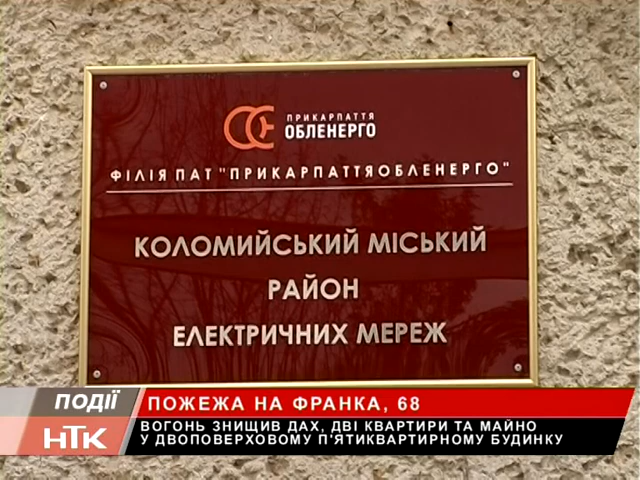 ПРИКАРПАТТЯ
ОБЛЕНЕРГО
ФІЛІЯ ПАТ "ПРИКАРПАТТЯОБЛЕНЕРГО"
КОЛОМИЙСЬКИЙ МІСЬКИЙ
РАЙОН
ЕЛЕКТРИЧНИХ МЕРЕЖ
ПОДІЇ
НТК
ПОЖЕЖА НА ФРАНКА, 68
ВОГОНЬ ЗНИЩИВ ДАХ, ДВІ КВАРТИРИ ТА МАЙНО
У ДВОПОВЕРХОВОМУ П'ЯТИКВАРТИРНОМУ БУДИНКУ